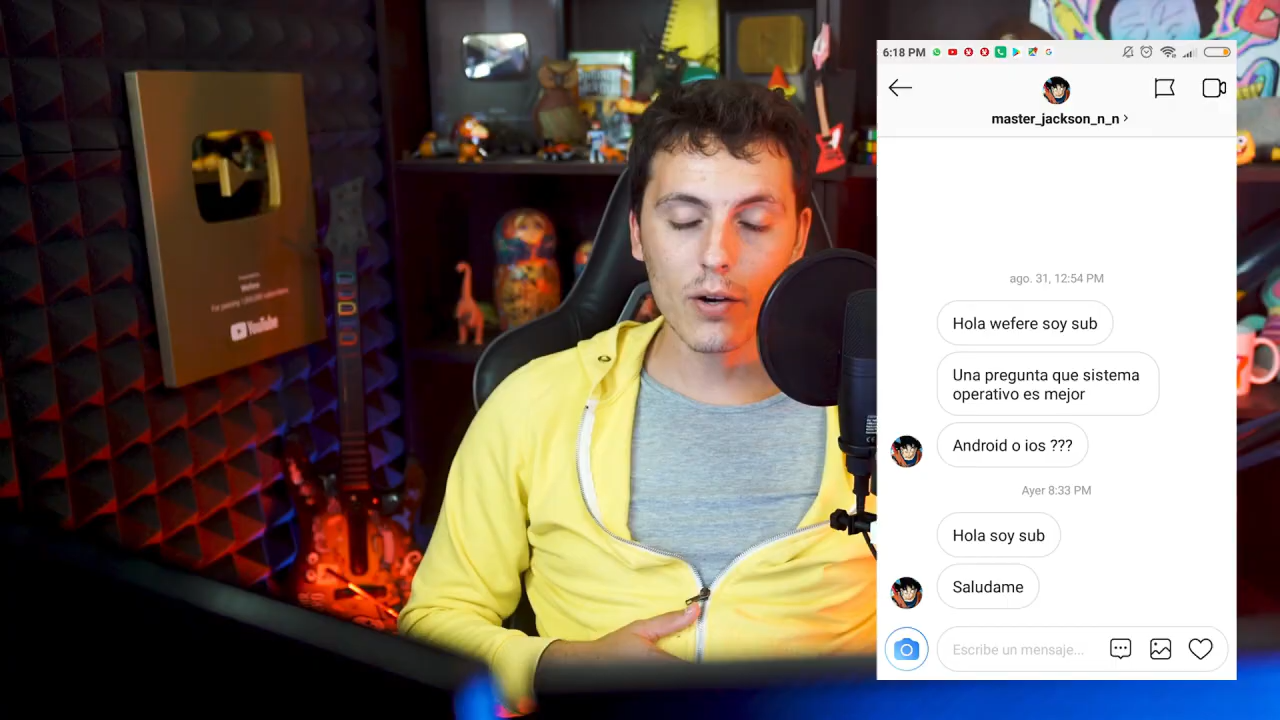 6:18 PM
master_jackson_n_n
ago. 31, 12:54 PM
Hola wefere soy sub
Una pregunta que sistema
operativo es mejor
Android o ios ???
Ayer 8:33 PM
Hola soy sub
Saludame
Escribe un mensaje...
YouTube